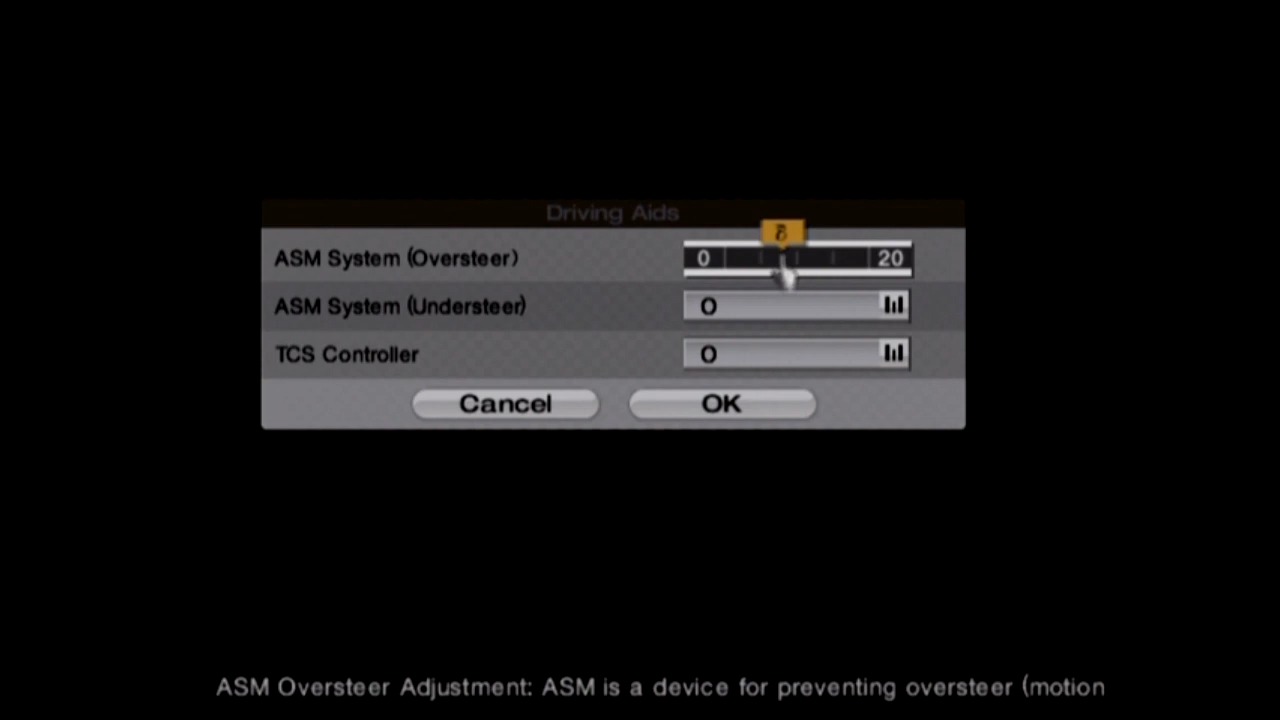 Driving Aids
ASM System (Oversteer)
0 20
ASM System (Understeer)
0
TCS Controller
0
Cancel OK
ASM Oversteer Adjustment: ASM is a device for preventing oversteer (motion